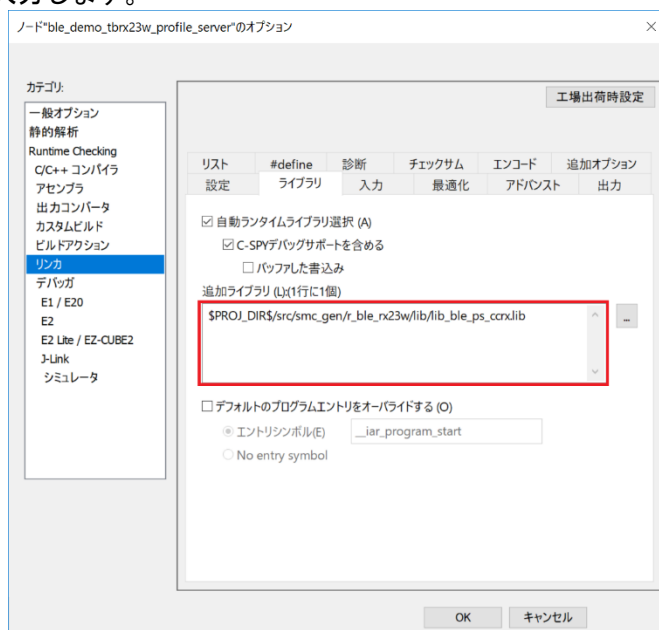 ノード"ble_demo_tbrx23w_profile_server"のオプション
カテゴリ:
一般オプション
静的解析
Runtime Checking
C/C++ コンパイラ
アセンブラ
出力コンバータ
カスタムビルド
ビルドアクション
リンカ
デバッガ
E1 / E20
E2
E2 Lite / EZ-CUBE2
J-Link
シミュレータ
工場出荷時設定
リスト #define 診断 チェックサム エンコード 追加オプション
設定 ライブラリ 入力 最適化 アドバンスト 出力
自動ランタイムライブラリ選択 (A)
C-SPYデバッグサポートを含める
バッファした書込み
追加ライブラリ (L):(1行に1個)
$PROJ_DIR$/src/smc_gen/r_ble_rx23w/lib/lib_ble_ps_ccrx.lib
...
デフォルトのプログラムエントリをオーバライドする (O)
エントリシンボル(E) __iar_program_start
No entry symbol
OK キャンセル